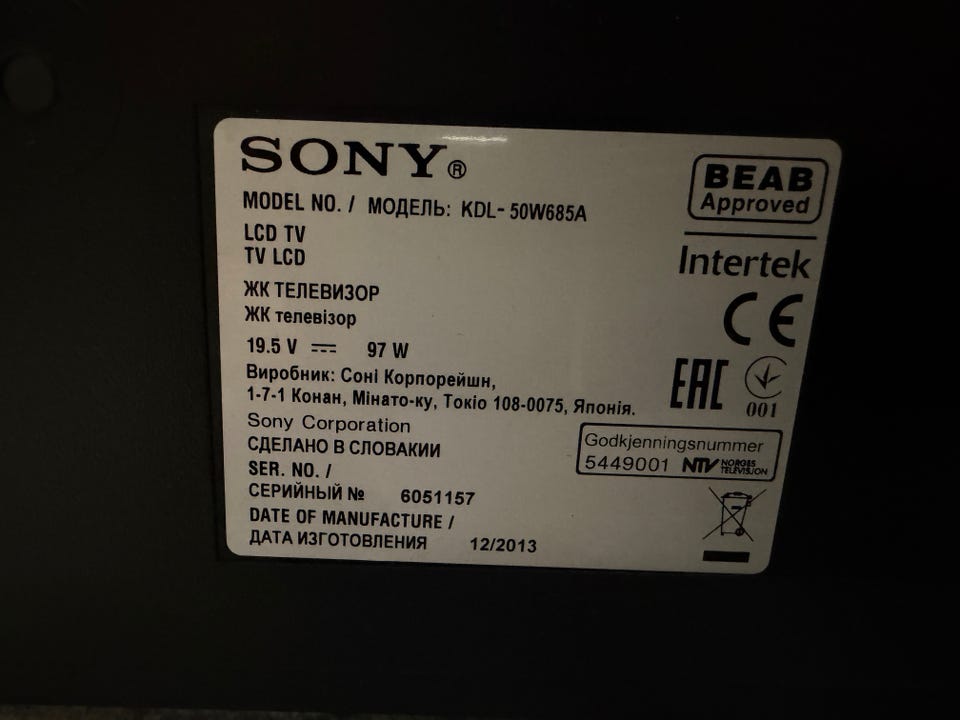 SONY®
MODEL NO. / МОДЕЛЬ: KDL-50W685A
LCD TV
TV LCD
ЖК ТЕЛЕВИЗОР
ЖК телевізор
19.5 V ⎓ 97 W
Виробник: Соні Корпорейшн,
1-7-1 Конан, Мінато-ку, Токіо 108-0075, Японія.
Sony Corporation
СДЕЛАНО В СЛОВАКИИ
SER. NO. /
СЕРИЙНЫЙ № 6051157
DATE OF MANUFACTURE /
ДАТА ИЗГОТОВЛЕНИЯ 12/2013
BEAB
Approved
Intertek
CE
EAC
001
Godkjenningsnummer
5449001 NTV NORGES
TELEVISJON